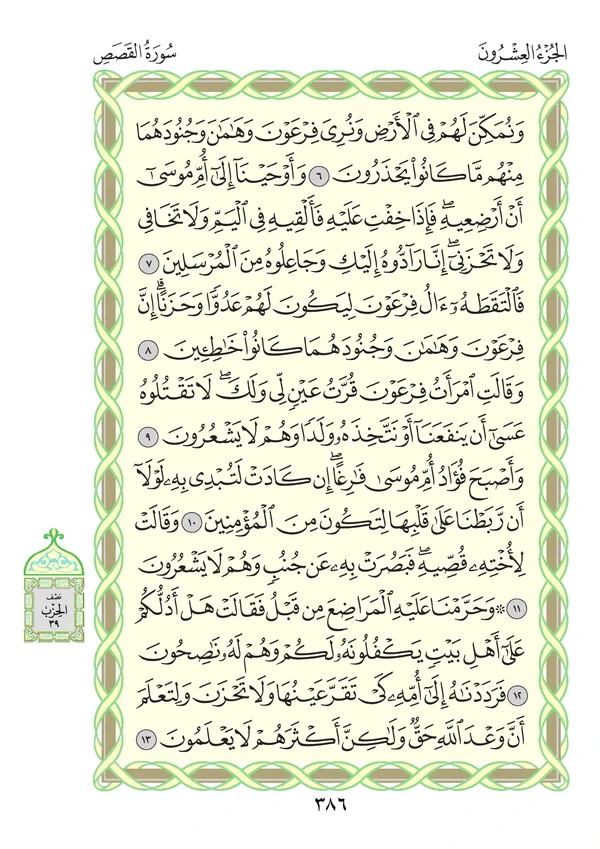 الجُزْءُ العِشْرُونَ
سُورَةُ القَصَصِ
وَنُمَكِّنَ لَهُمْ فِي ٱلْأَرْضِ وَنُرِيَ فِرْعَوْنَ وَهَٰمَٰنَ وَجُنُودَهُمَا
مِنْهُم مَّا كَانُوا۟ يَحْذَرُونَ ٦ وَأَوْحَيْنَآ إِلَىٰٓ أُمِّ مُوسَىٰٓ
أَنْ أَرْضِعِيهِ ۖ فَإِذَا خِفْتِ عَلَيْهِ فَأَلْقِيهِ فِي ٱلْيَمِّ وَلَا تَخَافِي
وَلَا تَحْزَنِيٓ ۖ إِنَّا رَآدُّوهُ إِلَيْكِ وَجَاعِلُوهُ مِنَ ٱلْمُرْسَلِينَ ٧
فَٱلْتَقَطَهُۥٓ ءَالُ فِرْعَوْنَ لِيَكُونَ لَهُمْ عَدُوًّا وَحَزَنًا ۗ إِنَّ
فِرْعَوْنَ وَهَٰمَٰنَ وَجُنُودَهُمَا كَانُوا۟ خَٰطِـِٔينَ ٨
وَقَالَتِ ٱمْرَأَتُ فِرْعَوْنَ قُرَّتُ عَيْنٍ لِّي وَلَكَ ۖ لَا تَقْتُلُوهُ
عَسَىٰٓ أَن يَنفَعَنَآ أَوْ نَتَّخِذَهُۥ وَلَدًا وَهُمْ لَا يَشْعُرُونَ ٩
وَأَصْبَحَ فُؤَادُ أُمِّ مُوسَىٰ فَٰرِغًا ۖ إِن كَادَتْ لَتُبْدِي بِهِۦ لَوْلَآ
أَن رَّبَطْنَا عَلَىٰ قَلْبِهَا لِتَكُونَ مِنَ ٱلْمُؤْمِنِينَ ١٠ وَقَالَتْ
لِأُخْتِهِۦ قُصِّيهِ ۖ فَبَصُرَتْ بِهِۦ عَن جُنُبٍ وَهُمْ لَا يَشْعُرُونَ
١١ ۞ وَحَرَّمْنَا عَلَيْهِ ٱلْمَرَاضِعَ مِن قَبْلُ فَقَالَتْ هَلْ أَدُلُّكُمْ
عَلَىٰٓ أَهْلِ بَيْتٍ يَكْفُلُونَهُۥ لَكُمْ وَهُمْ لَهُۥ نَٰصِحُونَ
١٢ فَرَدَدْنَٰهُ إِلَىٰٓ أُمِّهِۦ كَيْ تَقَرَّ عَيْنُهَا وَلَا تَحْزَنَ وَلِتَعْلَمَ
أَنَّ وَعْدَ ٱللَّهِ حَقٌّ وَلَٰكِنَّ أَكْثَرَهُمْ لَا يَعْلَمُونَ ١٣
نصف
الحزب
٣٩
٣٨٦